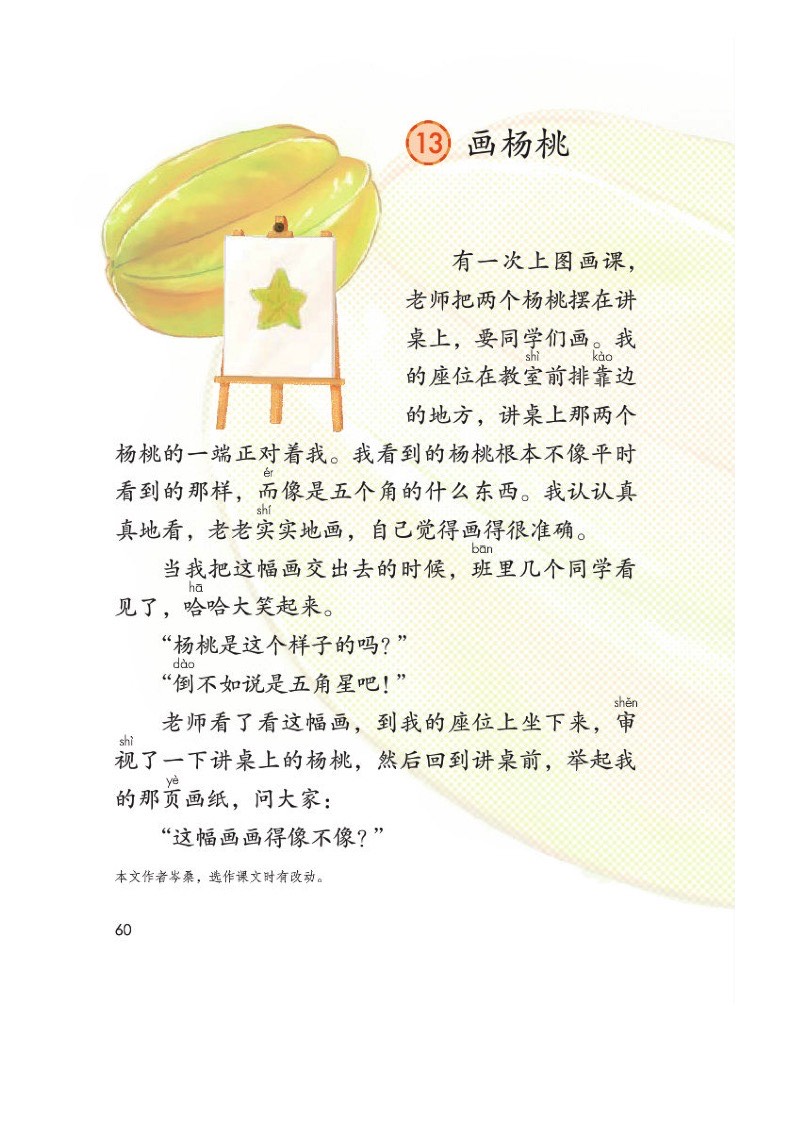 13 画杨桃
有一次上图画课，
老师把两个杨桃摆在讲
桌上，要同学们画。我
shì kào
的座位在教室前排靠边
的地方，讲桌上那两个
杨桃的一端正对着我。我看到的杨桃根本不像平时
ér
看到的那样，而像是五个角的什么东西。我认认真
shí
真地看，老老实实地画，自己觉得画得很准确。
bān
当我把这幅画交出去的时候，班里几个同学看
hā
见了，哈哈大笑起来。
“杨桃是这个样子的吗？”
dào
“倒不如说是五角星吧！”
shěn
老师看了看这幅画，到我的座位上坐下来，审
shì
视了一下讲桌上的杨桃，然后回到讲桌前，举起我
yè
的那页画纸，问大家：
“这幅画画得像不像？”
本文作者岑桑，选作课文时有改动。
60